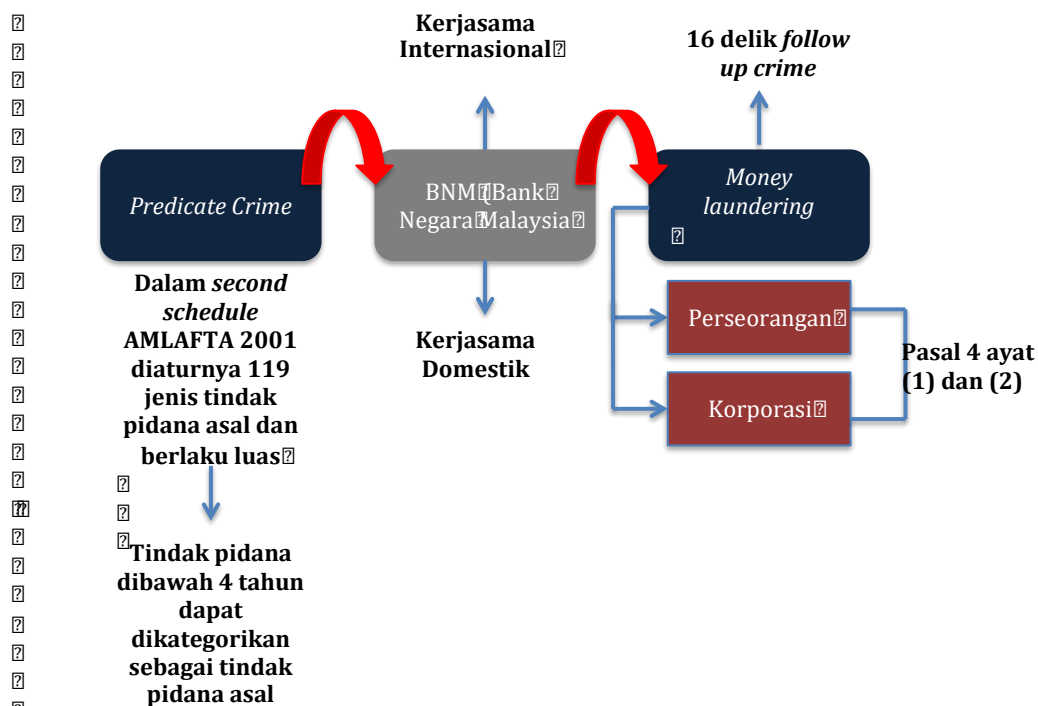 Kerjasama
Internasional
16 delik follow
up crime
Predicate Crime
BNM (Bank
Negara Malaysia
Money
laundering
Dalam second
schedule
AMLAFTA 2001
diaturnya 119
jenis tindak
pidana asal dan
berlaku luas
Kerjasama
Domestik
Perseorangan
Korporasi
Pasal 4 ayat
(1) dan (2)
Tindak pidana
dibawah 4 tahun
dapat
dikategorikan
sebagai tindak
pidana asal